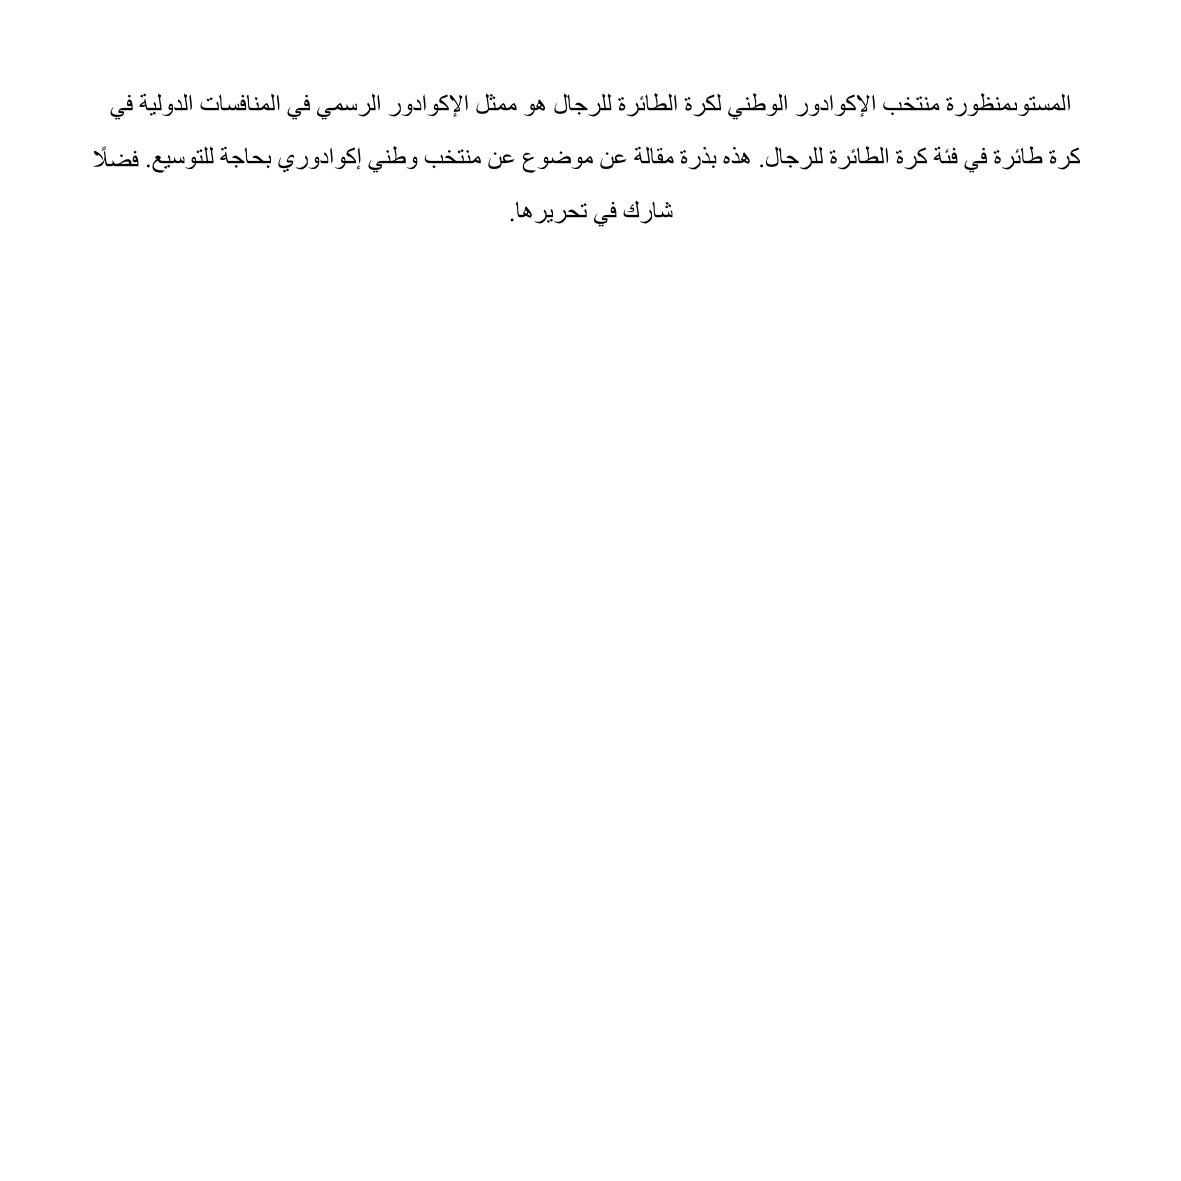 المستوىمنظورة منتخب الإكوادور الوطني لكرة الطائرة للرجال هو ممثل الإكوادور الرسمي في المنافسات الدولية في
كرة طائرة في فئة كرة الطائرة للرجال. هذه بذرة مقالة عن موضوع عن منتخب وطني إكوادوري بحاجة للتوسيع. فضلًا
شارك في تحريرها.